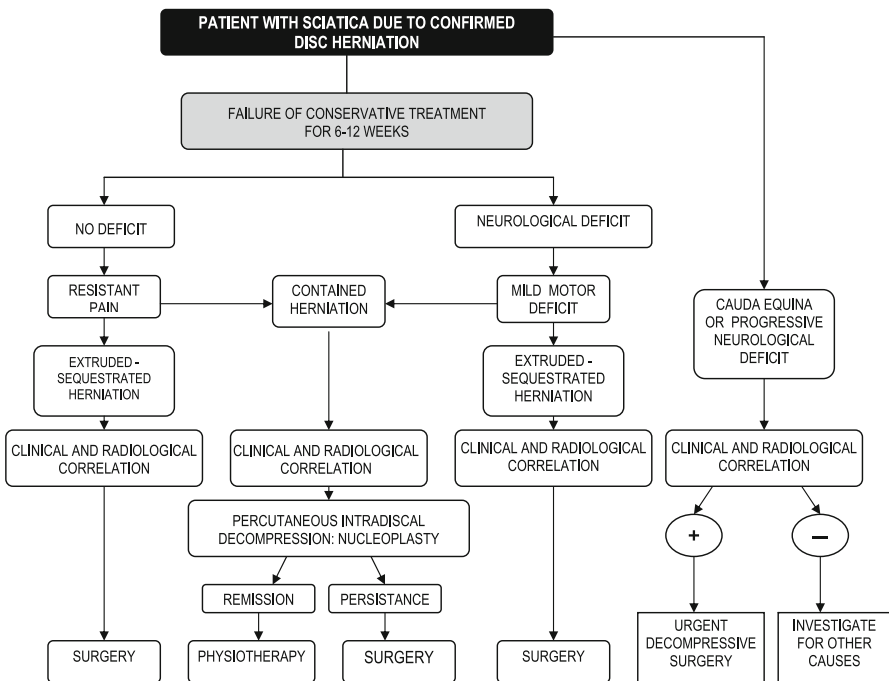 PATIENT WITH SCIATICA DUE TO CONFIRMED
DISC HERNIATION
FAILURE OF CONSERVATIVE TREATMENT
FOR 6-12 WEEKS
NO DEFICIT
NEUROLOGICAL DEFICIT
RESISTANT
PAIN
CONTAINED
HERNIATION
MILD MOTOR
DEFICIT
CAUDA EQUINA
OR PROGRESSIVE
NEUROLOGICAL
DEFICIT
EXTRUDED -
SEQUESTRATED
HERNIATION
EXTRUDED -
SEQUESTRATED
HERNIATION
CLINICAL AND RADIOLOGICAL
CORRELATION
CLINICAL AND RADIOLOGICAL
CORRELATION
CLINICAL AND RADIOLOGICAL
CORRELATION
CLINICAL AND RADIOLOGICAL
CORRELATION
PERCUTANEOUS INTRADISCAL
DECOMPRESSION: NUCLEOPLASTY
+
–
REMISSION
PERSISTANCE
SURGERY
PHYSIOTHERAPY
SURGERY
SURGERY
URGENT
DECOMPRESSIVE
SURGERY
INVESTIGATE
FOR OTHER
CAUSES